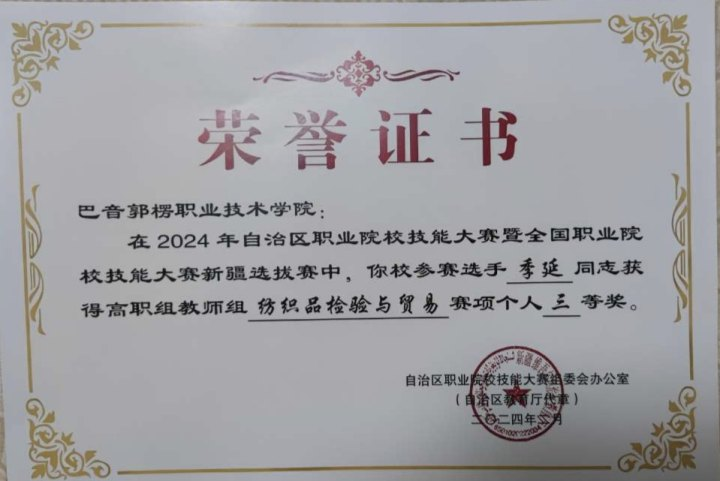 荣誉证书
巴音郭楞职业技术学院：
在2024年自治区职业院校技能大赛暨全国职业院
校技能大赛新疆选拔赛中，你校参赛选手季延同志获
得高职组教师组纺织品检验与贸易赛项个人三等奖。
自治区职业院校技能大赛组委会办公室
（自治区教育厅代章）
二〇二四年 月